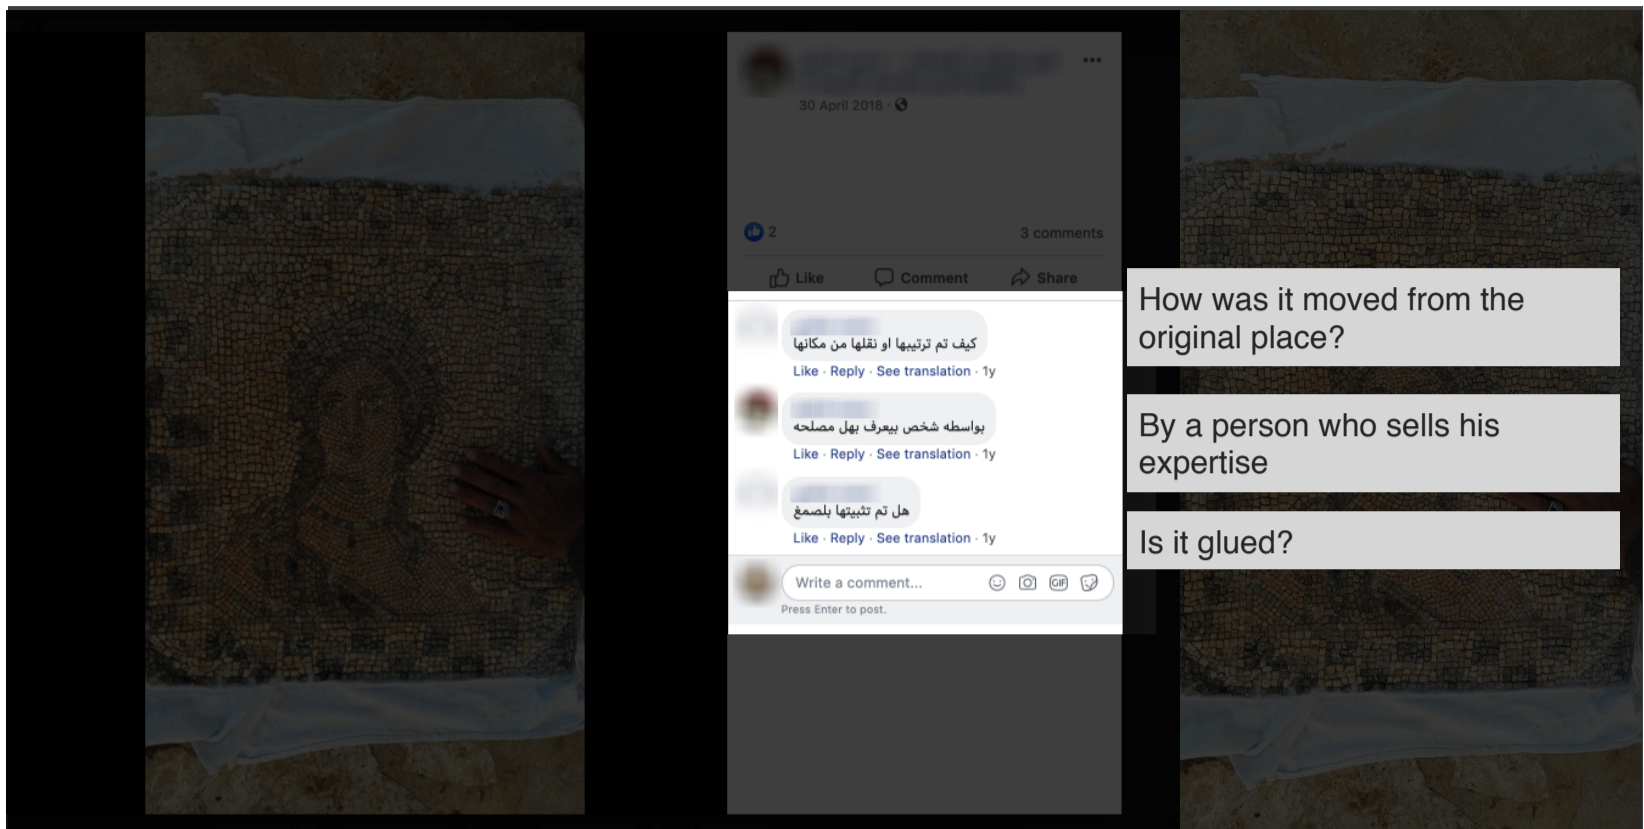 30 April 2018 ·
2
3 comments
Like
Comment
Share
كيف تم ترتيبها او نقلها من مكانها
Like · Reply · See translation · 1y
بواسطه شخص بيعرف بهل مصلحه
Like · Reply · See translation · 1y
هل تم تثبيتها بلصمغ
Like · Reply · See translation · 1y
Write a comment...
GIF
Press Enter to post.
How was it moved from the
original place?
By a person who sells his
expertise
Is it glued?